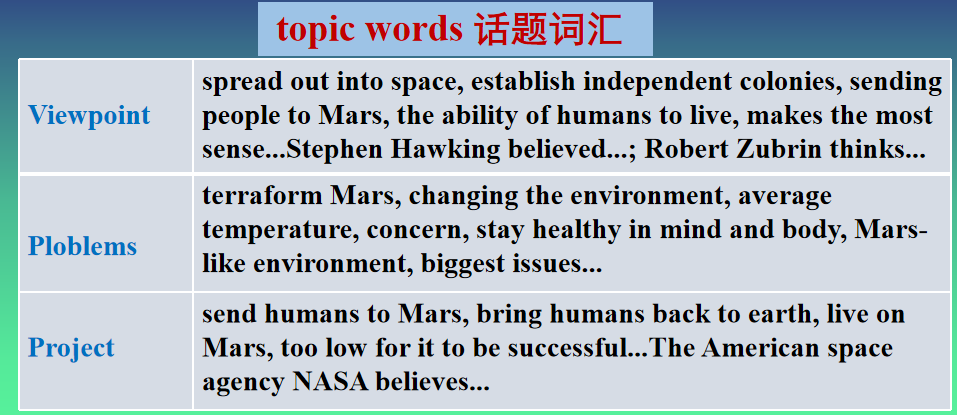 topic words 话题词汇
spread out into space, establish independent colonies, sending
Viewpoint
people to Mars, the ability of humans to live, makes the most
sense...Stephen Hawking believed...; Robert Zubrin thinks...
terraform Mars, changing the environment, average
temperature, concern, stay healthy in mind and body, Mars-
Ploblems
like environment, biggest issues...
send humans to Mars, bring humans back to earth, live on
Project
Mars, too low for it to be successful...The American space
agency NASA believes...